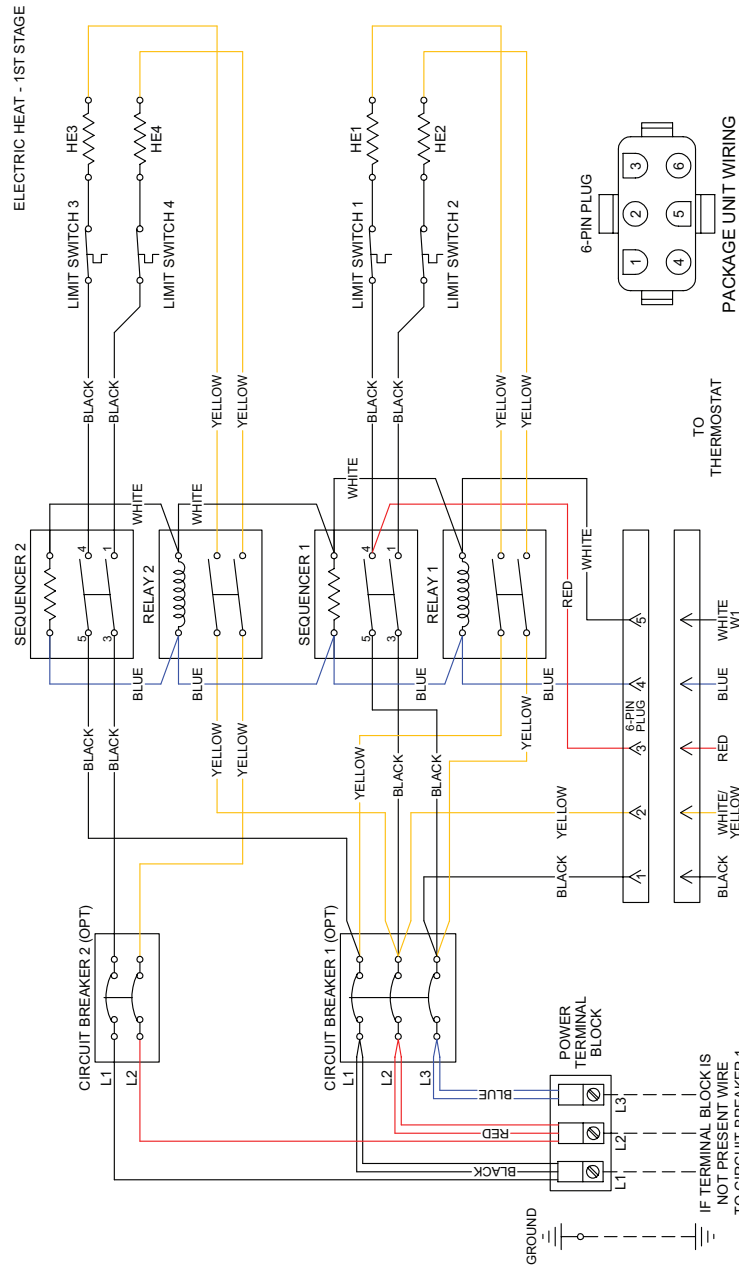 ELECTRIC HEAT - 1ST STAGE
CIRCUIT BREAKER 2 (OPT)
L1
L2
SEQUENCER 2
4
1
5
3
BLACK
BLACK
BLACK
BLACK
LIMIT SWITCH 3
LIMIT SWITCH 4
HE3
HE4
WHITE
BLUE
RELAY 2
YELLOW
YELLOW
YELLOW
YELLOW
WHITE
BLUE
CIRCUIT BREAKER 1 (OPT)
L1
L2
L3
SEQUENCER 1
4
1
5
3
YELLOW
BLACK
BLACK
BLACK
BLACK
LIMIT SWITCH 1
LIMIT SWITCH 2
HE1
HE2
WHITE
BLUE
RELAY 1
YELLOW
YELLOW
YELLOW
BLUE
RED
WHITE
YELLOW
BLACK
GROUND
BLACK
RED
BLUE
POWER
TERMINAL
BLOCK
L1
L2
L3
IF TERMINAL BLOCK IS
NOT PRESENT WIRE
TO CIRCUIT BREAKER 1
1
2
3
4
5
6-PIN
PLUG
BLACK
WHITE/
YELLOW
RED
BLUE
WHITE
W1
TO
THERMOSTAT
6-PIN PLUG
1
2
3
4
5
6
PACKAGE UNIT WIRING